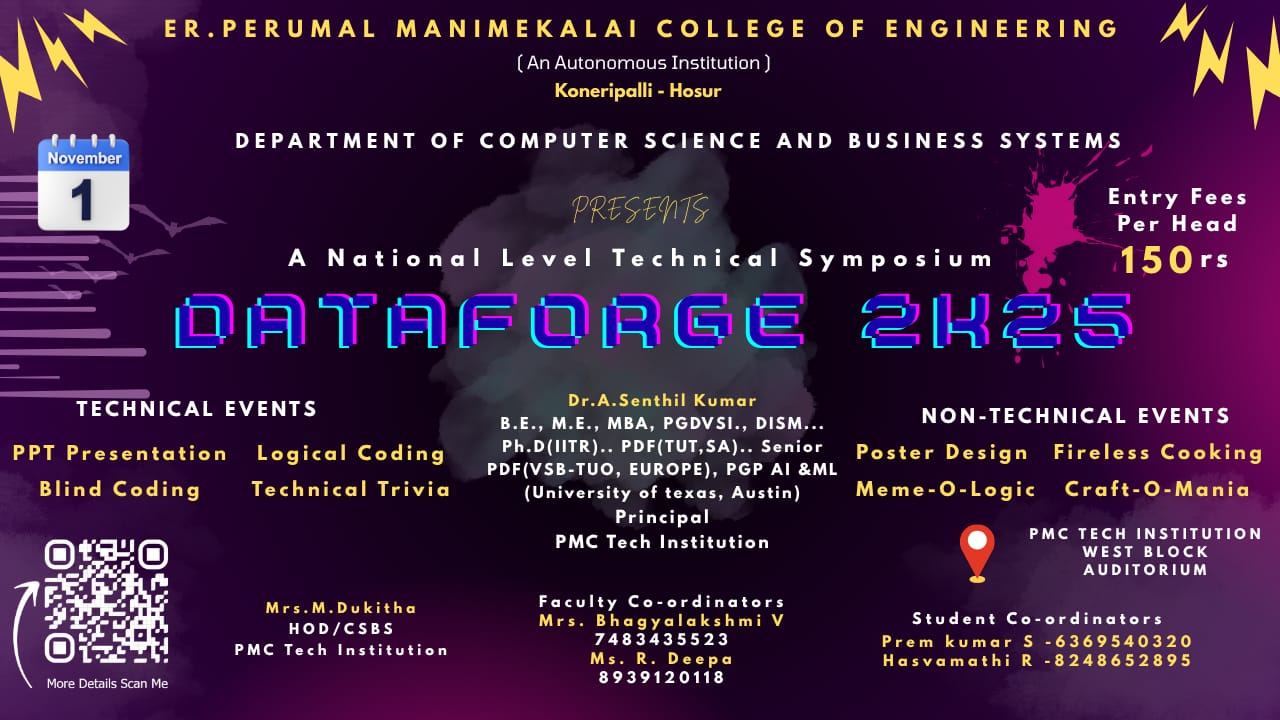 ER.PERUMAL MANIMEKALAI COLLEGE OF ENGINEERING
( An Autonomous Institution )
Koneripalli - Hosur
DEPARTMENT OF COMPUTER SCIENCE AND BUSINESS SYSTEMS
November
1
PRESENTS
Entry Fees
Per Head
150 rs
A National Level Technical Symposium
DATAFORGE 2K25
TECHNICAL EVENTS
PPT Presentation Logical Coding
Blind Coding Technical Trivia
Dr.A.Senthil Kumar
B.E., M.E., MBA, PGDVSI., DISM...
Ph.D(IITR).. PDF(TUT,SA).. Senior
PDF(VSB-TUO, EUROPE), PGP AI &ML
(University of texas, Austin)
Principal
PMC Tech Institution
NON-TECHNICAL EVENTS
Poster Design Fireless Cooking
Meme-O-Logic Craft-O-Mania
PMC TECH INSTITUTION
WEST BLOCK
AUDITORIUM
More Details Scan Me
Mrs.M.Dukitha
HOD/CSBS
PMC Tech Institution
Faculty Co-ordinators
Mrs. Bhagyalakshmi V
7483435523
Ms. R. Deepa
8939120118
Student Co-ordinators
Prem kumar S -6369540320
Hasvamathi R -8248652895